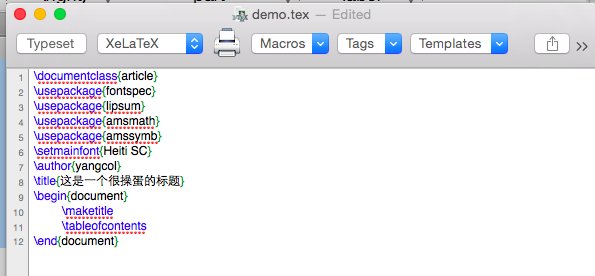 demo.tex — Edited
Typeset XeLaTeX Macros Tags Templates
1 \documentclass{article}
2 \usepackage{fontspec}
3 \usepackage{lipsum}
4 \usepackage{amsmath}
5 \usepackage{amssymb}
6 \setmainfont{Heiti SC}
7 \author{yangcol}
8 \title{这是一个很操蛋的标题}
9 \begin{document}
10 \maketitle
11 \tableofcontents
12 \end{document}